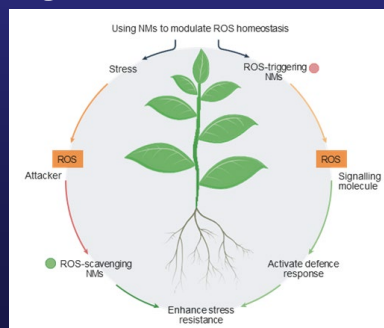 Using NMs to modulate ROS homeostasis
Stress
ROS-triggering
NMs
ROS
Attacker
ROS
Signalling
molecule
ROS-scavenging
NMs
Activate defence
response
Enhance stress
resistance